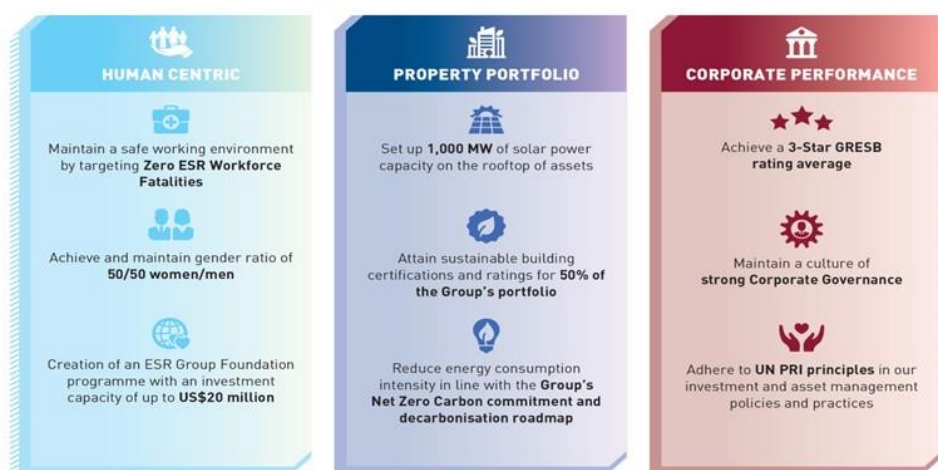 HUMAN CENTRIC
Maintain a safe working environment
by targeting Zero ESR Workforce
Fatalities
Achieve and maintain gender ratio of
50/50 women/men
Creation of an ESR Group Foundation
programme with an investment
capacity of up to US$20 million
PROPERTY PORTFOLIO
Set up 1,000 MW of solar power
capacity on the rooftop of assets
Attain sustainable building
certifications and ratings for 50% of
the Group's portfolio
Reduce energy consumption
intensity in line with the Group's
Net Zero Carbon commitment and
decarbonisation roadmap
CORPORATE PERFORMANCE
Achieve a 3-Star GRESB
rating average
Maintain a culture of
strong Corporate Governance
Adhere to UN PRI principles in our
investment and asset management
policies and practices